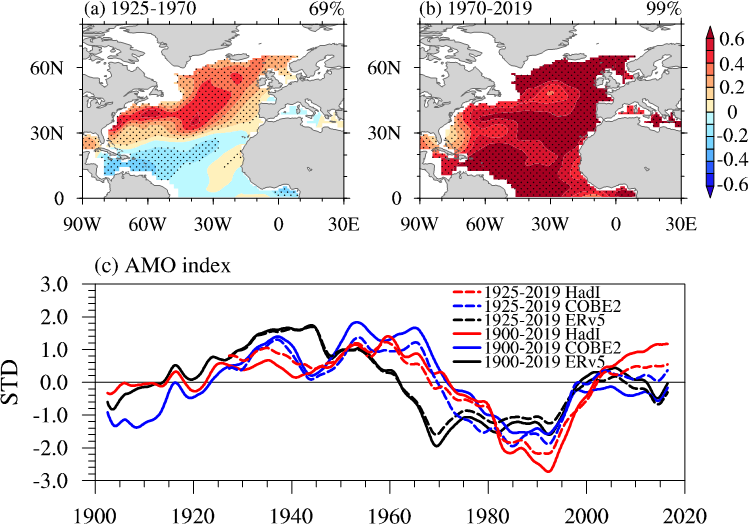 (a) 1925-1970 69%
(b) 1970-2019 99%
60N
30N
0
90W 60W 30W 0 30E
90W 60W 30W 0 30E
0.6
0.4
0.2
0
-0.2
-0.4
-0.6
(c) AMO index
STD
3.0
2.0
1.0
0.0
-1.0
-2.0
-3.0
1925-2019 HadI
1925-2019 COBE2
1925-2019 ERv5
1900-2019 HadI
1900-2019 COBE2
1900-2019 ERv5
1900 1920 1940 1960 1980 2000 2020